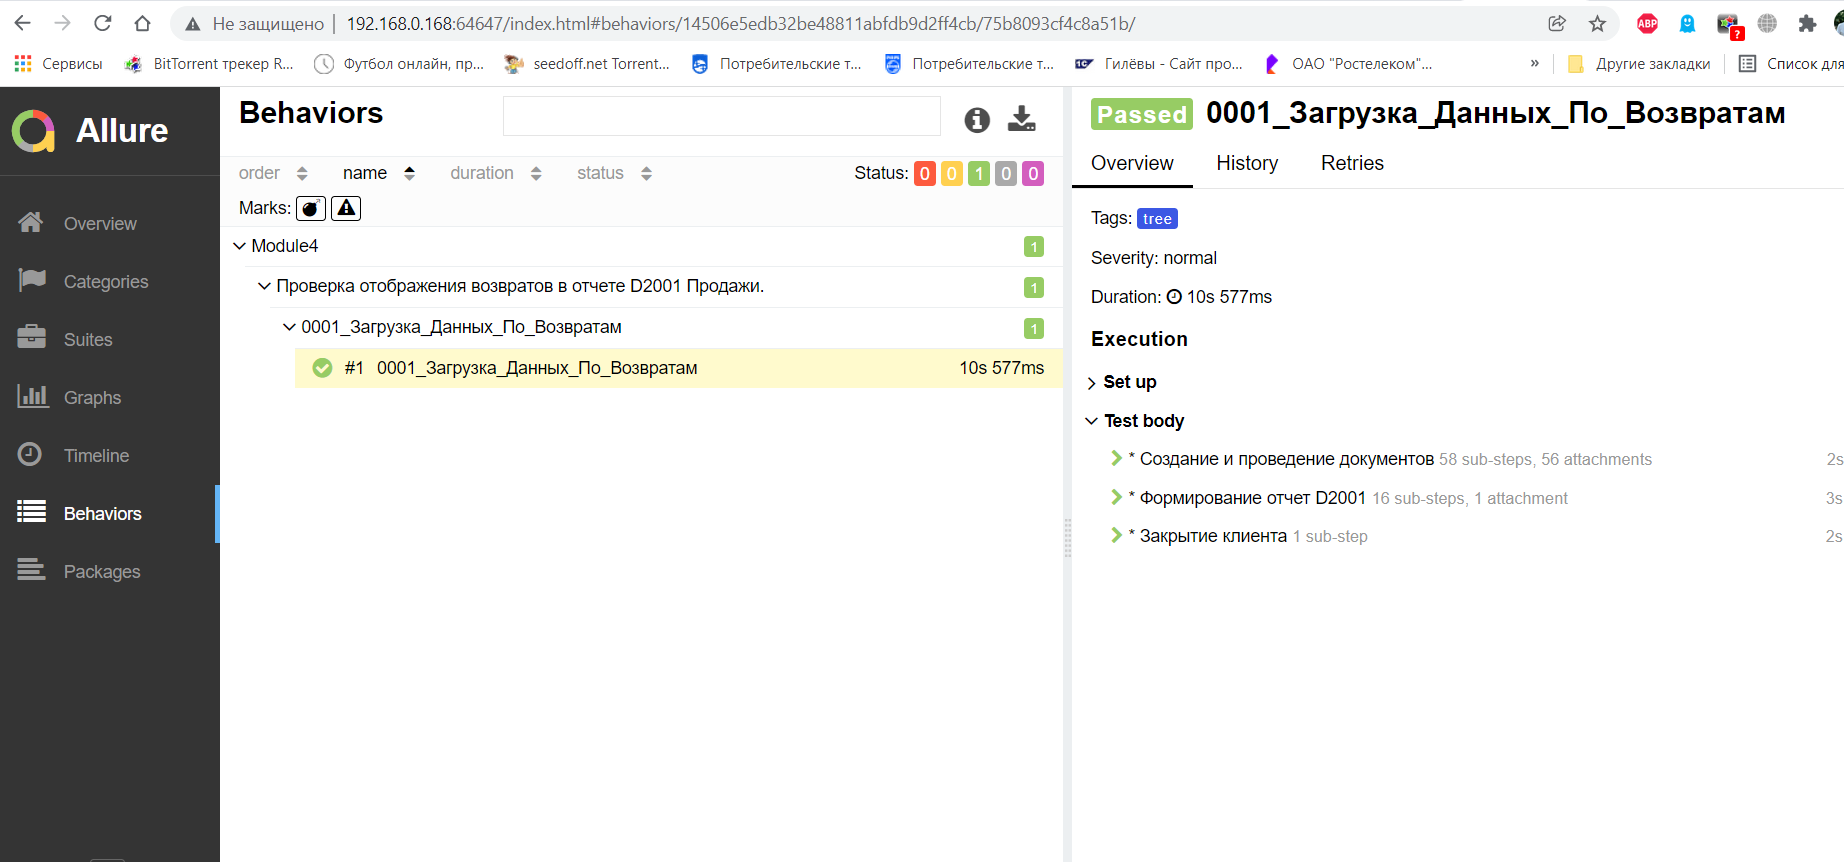 Не защищено | 192.168.0.168:64647/index.html#behaviors/14506e5edb32be48811abfdb9d2ff4cb/75b8093cf4c8a51b/
ABP
?
Сервисы BitTorrent трекер R... Футбол онлайн, пр... seedoff.net Torrent... Потребительские т... Потребительские т... 1С Гилёвы - Сайт про... ОАО "Ростелеком"... » Другие закладки Список для
Allure
Overview
Categories
Suites
Graphs
Timeline
Behaviors
Packages
Behaviors
order name duration status Status: 0 0 1 0 0
Marks:
Module4 1
Проверка отображения возвратов в отчете D2001 Продажи. 1
0001_Загрузка_Данных_По_Возвратам 1
#1 0001_Загрузка_Данных_По_Возвратам 10s 577ms
Passed 0001_Загрузка_Данных_По_Возвратам
Overview History Retries
Tags: tree
Severity: normal
Duration: 10s 577ms
Execution
Set up
Test body
* Создание и проведение документов 58 sub-steps, 56 attachments 2s
* Формирование отчет D2001 16 sub-steps, 1 attachment 3s
* Закрытие клиента 1 sub-step 2s